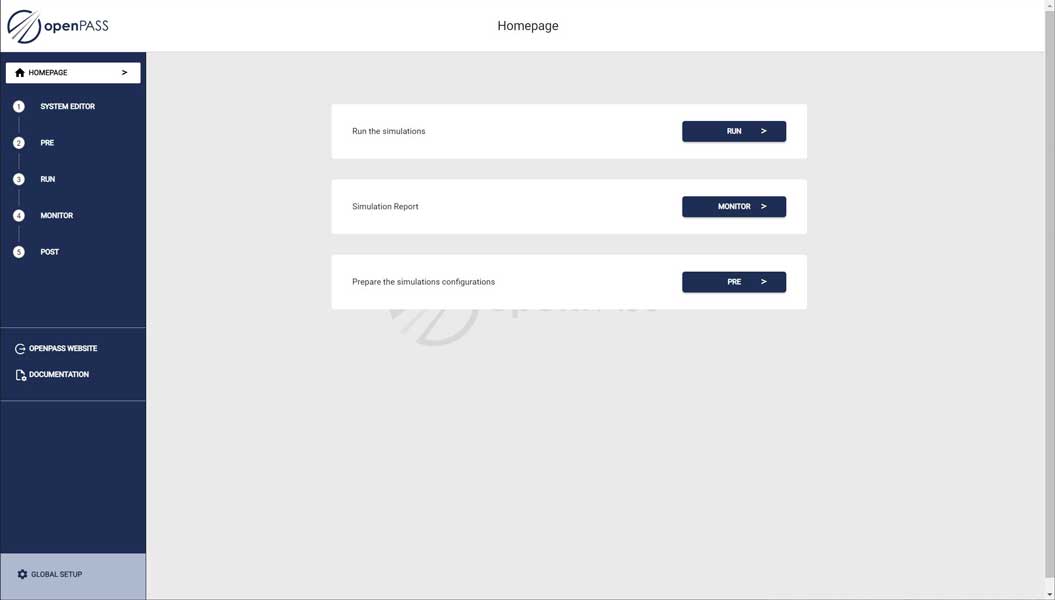 openPASS
Homepage
HOMEPAGE >
1 SYSTEM EDITOR
2 PRE
3 RUN
4 MONITOR
5 POST
OPENPASS WEBSITE
DOCUMENTATION
GLOBAL SETUP
Run the simulations
RUN >
Simulation Report
MONITOR >
Prepare the simulations configurations
PRE >